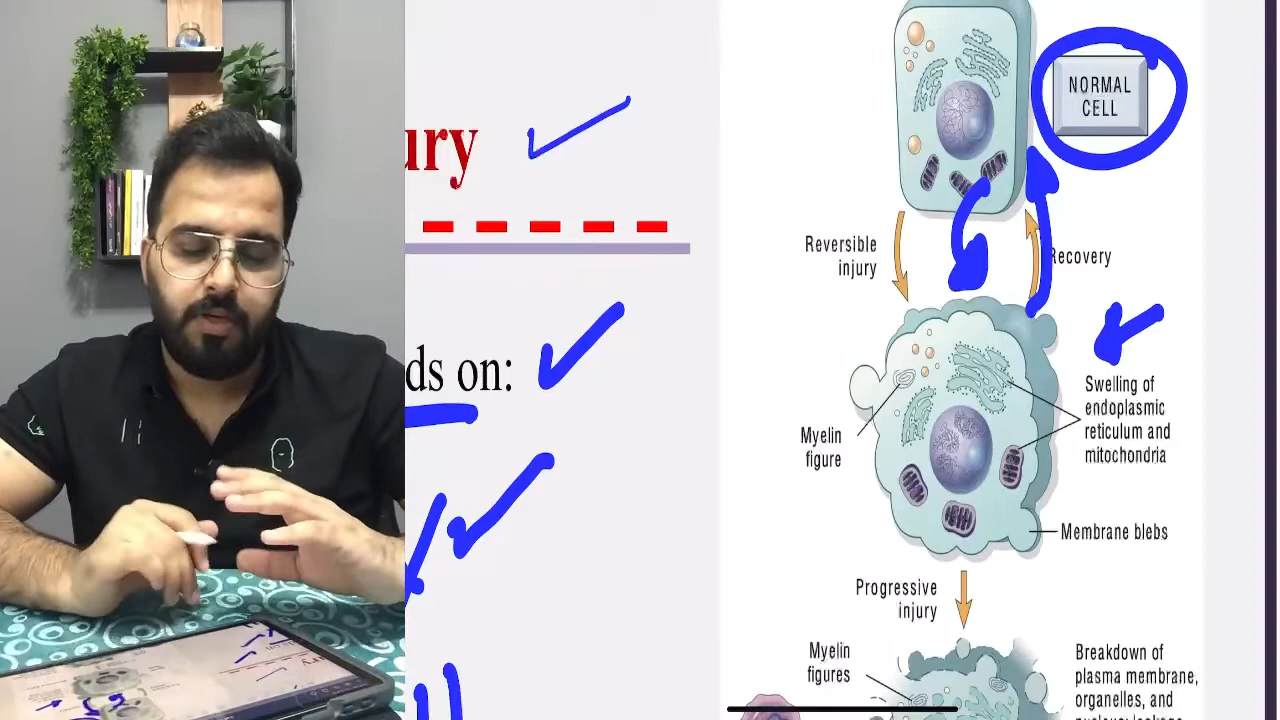 ury
ds on:
NORMAL
CELL
Reversible
injury
Recovery
Swelling of
endoplasmic
reticulum and
mitochondria
Myelin
figure
Membrane blebs
Progressive
injury
Myelin
figures
Breakdown of
plasma membrane,
organelles, and